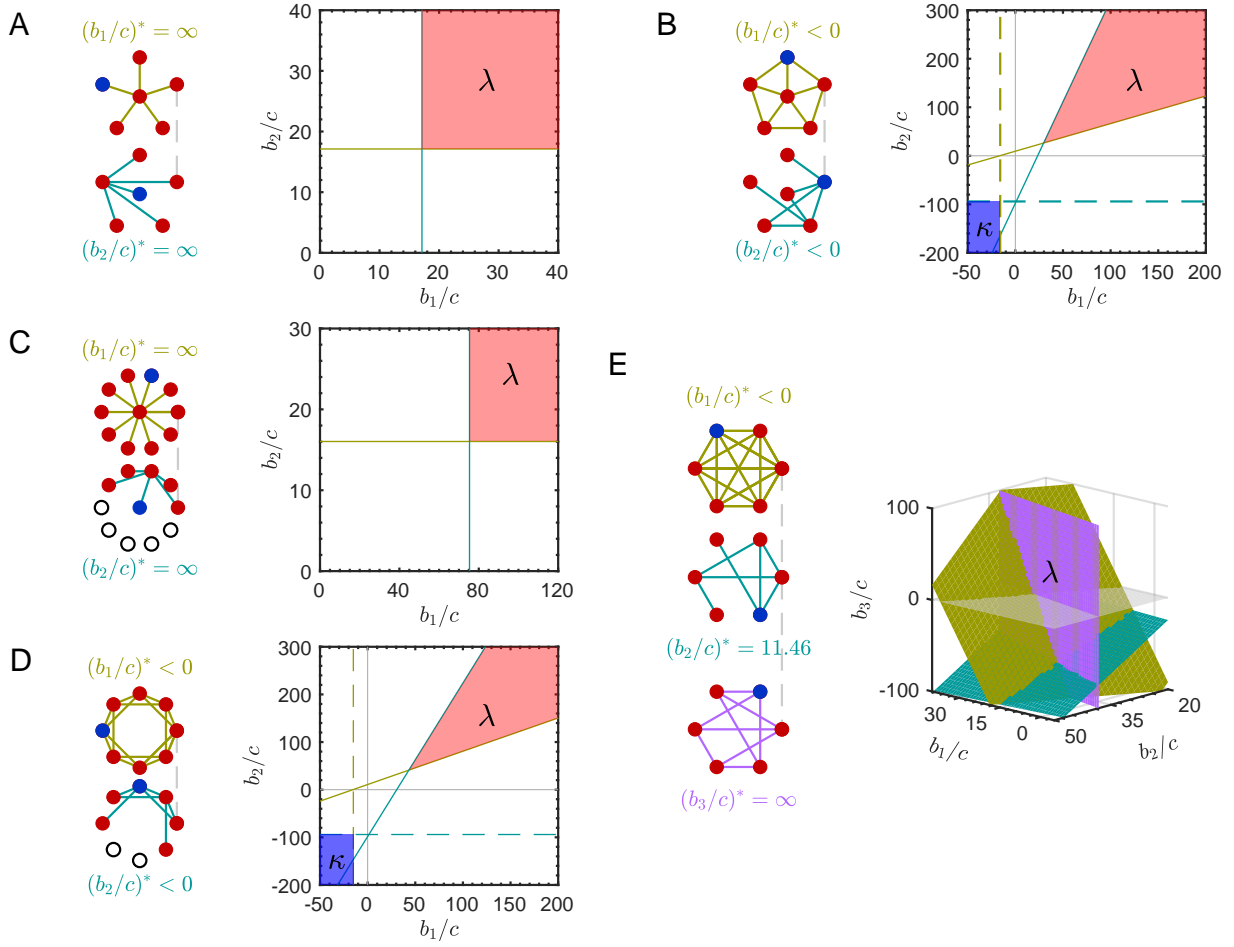 A
(b₁/c)* = ∞
(b₂/c)* = ∞
40
30
20
10
0
b₂/c
λ
0 10 20 30 40
b₁/c
B
(b₁/c)* < 0
(b₂/c)* < 0
300
200
100
0
-100
-200
b₂/c
λ
κ
-50 0 50 100 150 200
b₁/c
C
(b₁/c)* = ∞
(b₂/c)* = ∞
30
20
10
0
b₂/c
λ
0 40 80 120
b₁/c
D
(b₁/c)* < 0
(b₂/c)* < 0
300
200
100
0
-100
-200
b₂/c
λ
κ
-50 0 50 100 150 200
b₁/c
E
(b₁/c)* < 0
(b₂/c)* = 11.46
(b₃/c)* = ∞
100
0
-100
b₃/c
λ
30 15 0
b₁/c
50 35 20
b₂/c